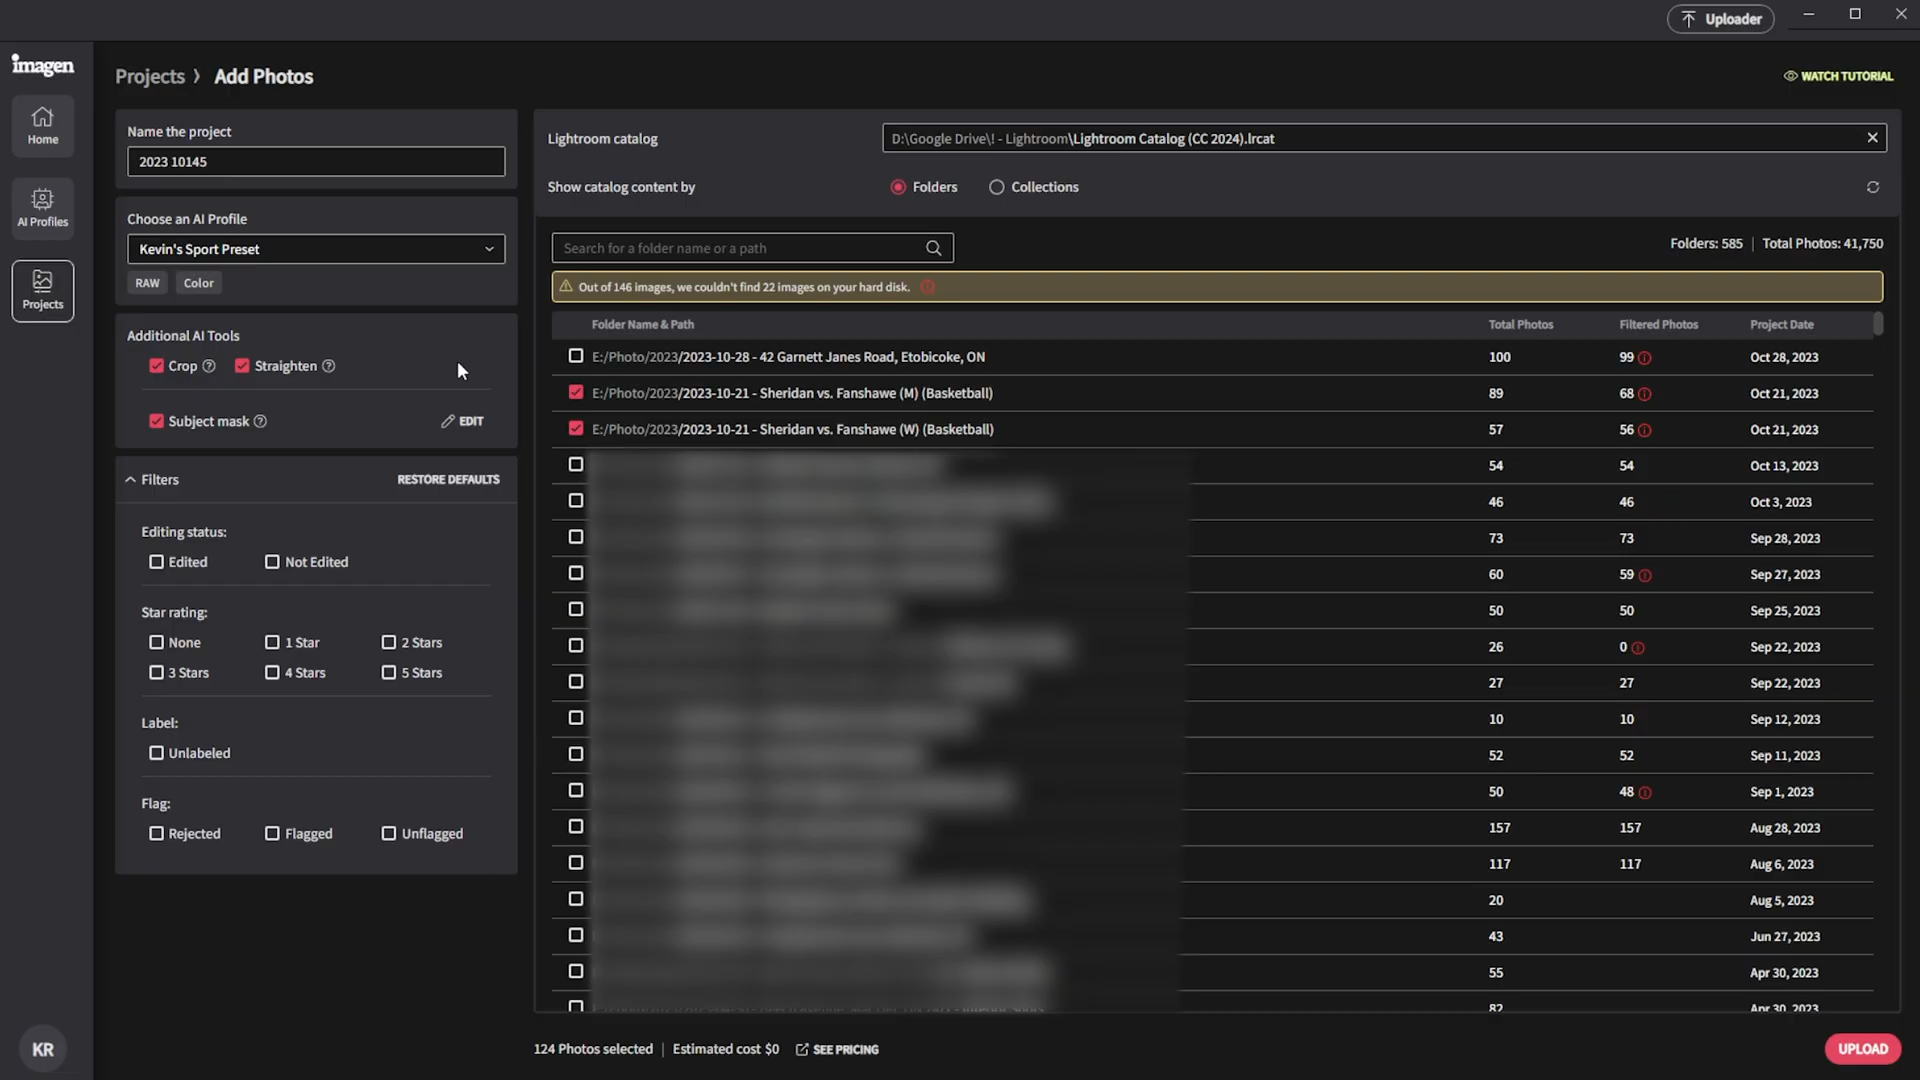 Uploader
imagen
Projects › Add Photos
WATCH TUTORIAL
Home
AI Profiles
Projects
Name the project
2023 10145
Choose an AI Profile
Kevin's Sport Preset
RAW Color
Additional AI Tools
Crop Straighten
Subject mask EDIT
Filters RESTORE DEFAULTS
Editing status:
Edited Not Edited
Star rating:
None 1 Star 2 Stars
3 Stars 4 Stars 5 Stars
Label:
Unlabeled
Flag:
Rejected Flagged Unflagged
KR
Lightroom catalog D:\Google Drive\! - Lightroom\Lightroom Catalog (CC 2024).lrcat
Show catalog content by Folders Collections
Search for a folder name or a path
Folders: 585 | Total Photos: 41,750
Out of 146 images, we couldn't find 22 images on your hard disk.
Folder Name & Path Total Photos Filtered Photos Project Date
E:/Photo/2023/2023-10-28 - 42 Garnett Janes Road, Etobicoke, ON 100 99 Oct 28, 2023
E:/Photo/2023/2023-10-21 - Sheridan vs. Fanshawe (M) (Basketball) 89 68 Oct 21, 2023
E:/Photo/2023/2023-10-21 - Sheridan vs. Fanshawe (W) (Basketball) 57 56 Oct 21, 2023
54 54 Oct 13, 2023
46 46 Oct 3, 2023
73 73 Sep 28, 2023
60 59 Sep 27, 2023
50 50 Sep 25, 2023
26 0 Sep 22, 2023
27 27 Sep 22, 2023
10 10 Sep 12, 2023
52 52 Sep 11, 2023
50 48 Sep 1, 2023
157 157 Aug 28, 2023
117 117 Aug 6, 2023
20 Aug 5, 2023
43 Jun 27, 2023
55 Apr 30, 2023
82 Apr 30, 2023
124 Photos selected | Estimated cost $0 SEE PRICING
UPLOAD